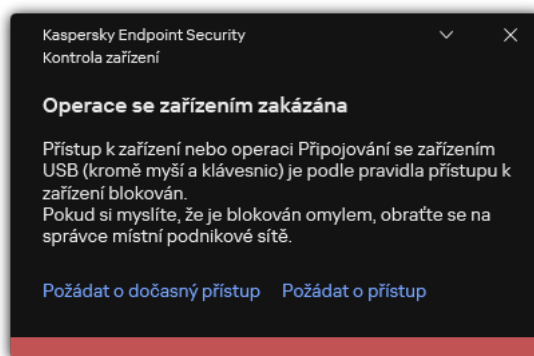 Kaspersky Endpoint Security
Kontrola zařízení
Operace se zařízením zakázána
Přístup k zařízení nebo operaci Připojování se zařízením
USB (kromě myší a klávesnic) je podle pravidla přístupu k
zařízení blokován.
Pokud si myslíte, že je blokován omylem, obraťte se na
správce místní podnikové sítě.
Požádat o dočasný přístup Požádat o přístup